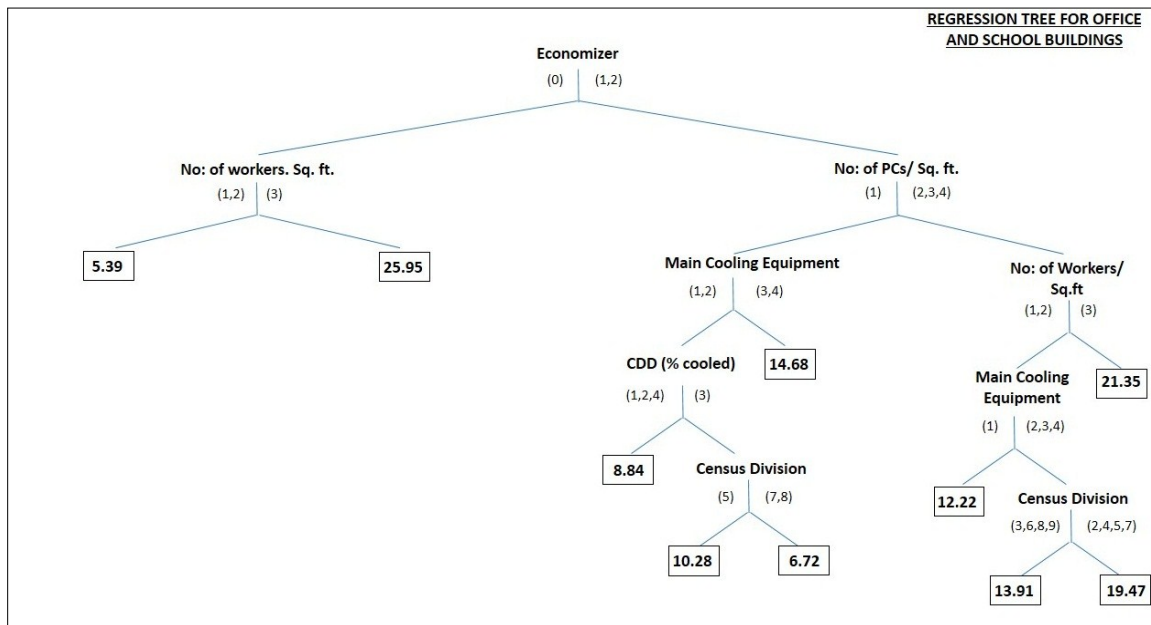 REGRESSION TREE FOR OFFICE
AND SCHOOL BUILDINGS
Economizer
(0) (1,2)
No: of workers. Sq. ft.
(1,2) (3)
5.39
25.95
No: of PCs/ Sq. ft.
(1) (2,3,4)
Main Cooling Equipment
(1,2) (3,4)
CDD (% cooled)
14.68
(1,2,4) (3)
8.84
Census Division
(5) (7,8)
10.28
6.72
No: of Workers/
Sq.ft
(1,2) (3)
Main Cooling
Equipment
21.35
(1) (2,3,4)
12.22
Census Division
(3,6,8,9) (2,4,5,7)
13.91
19.47